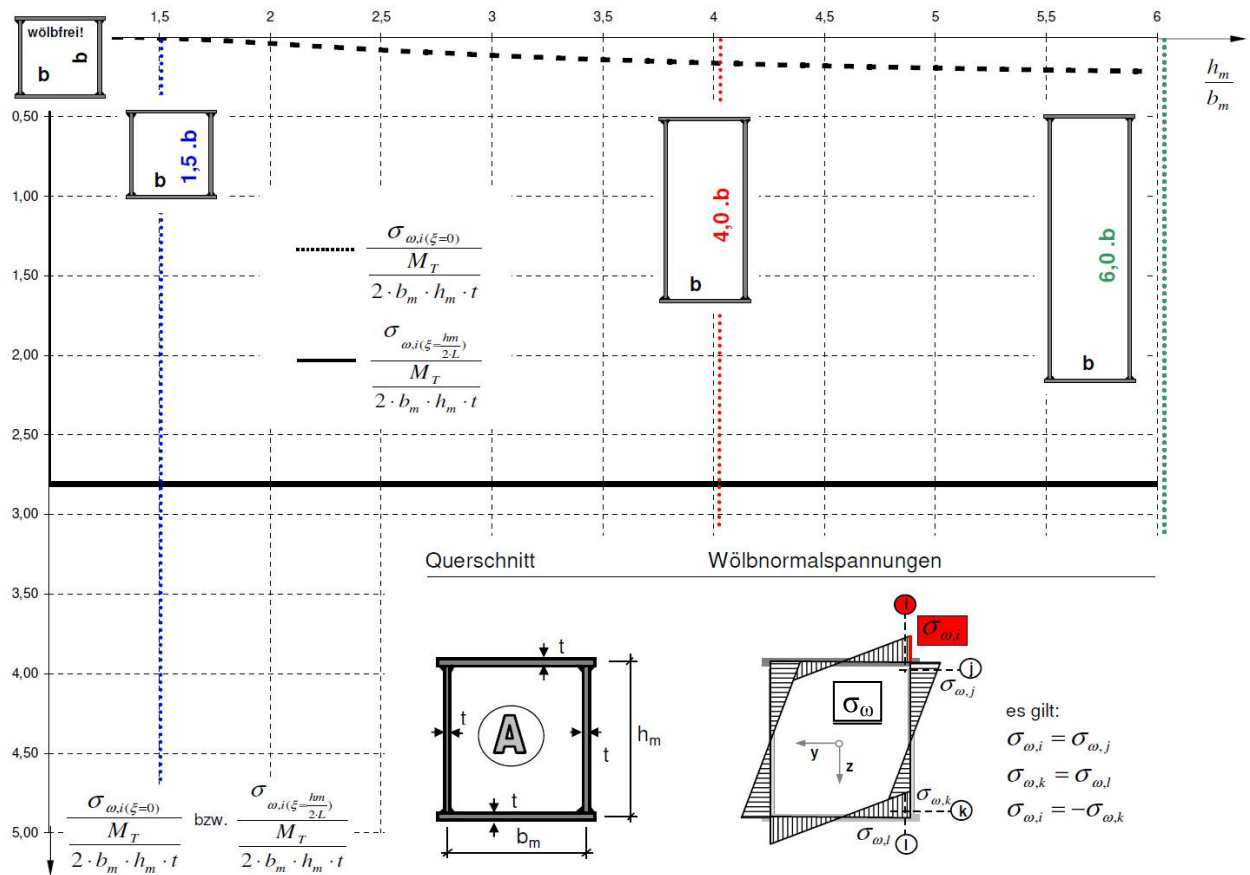 1,5 2 2,5 3 3,5 4 4,5 5 5,5 6
wölbfrei!
b
b
h_m
b_m
0,50
1,00
1,50
2,00
2,50
3,00
3,50
4,00
4,50
5,00
1,5 .b
b
4,0 .b
b
6,0 .b
b
σ_ω,i(ξ=0)
M_T
2 · b_m · h_m · t
σ_ω,i(ξ=hm/2·L)
M_T
2 · b_m · h_m · t
Querschnitt
Wölbnormalspannungen
t
t
t
t
A
h_m
b_m
i
σ_ω,i
j
σ_ω,j
σ_ω
y
z
σ_ω,k
k
σ_ω,l
l
es gilt:
σ_ω,i = σ_ω,j
σ_ω,k = σ_ω,l
σ_ω,i = −σ_ω,k
σ_ω,i(ξ=0)
M_T
2 · b_m · h_m · t
bzw.
σ_ω,i(ξ=hm/2·L)
M_T
2 · b_m · h_m · t